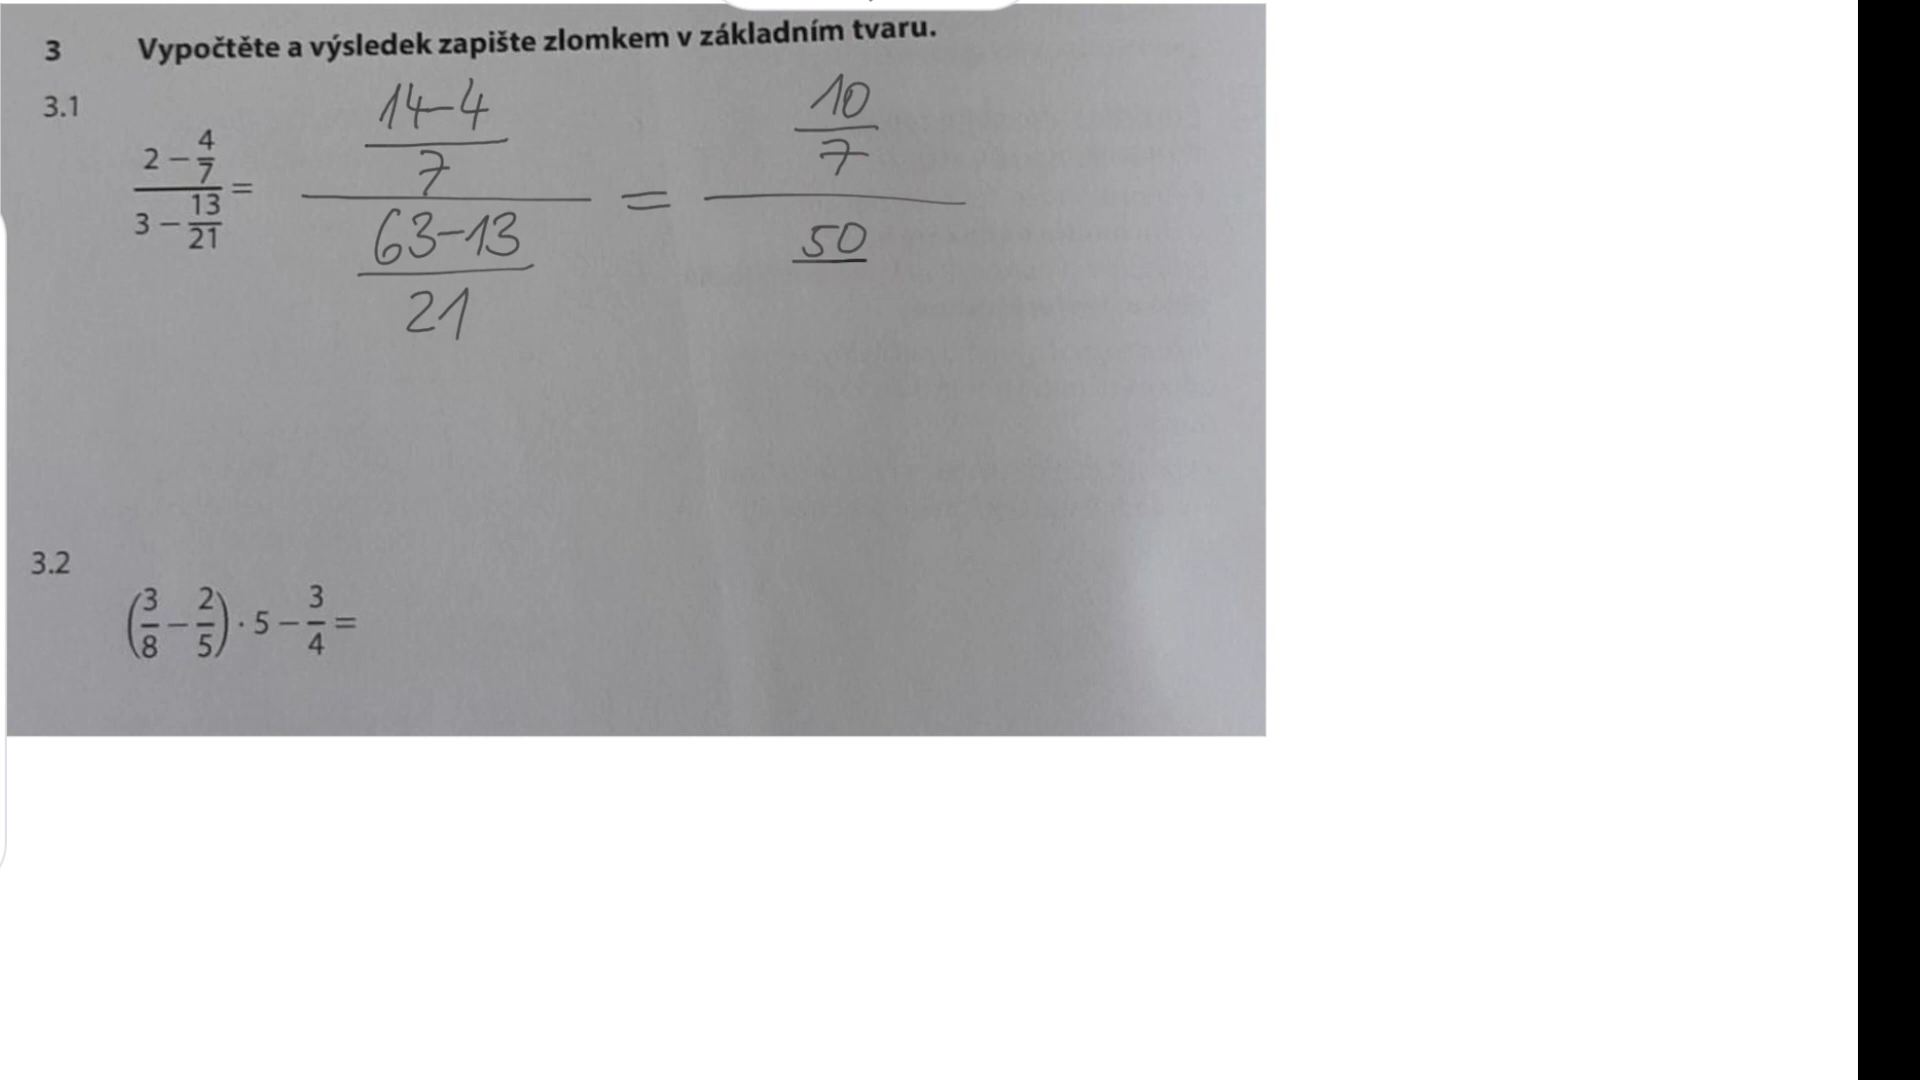 3 Vypočtěte a výsledek zapište zlomkem v základním tvaru.
3.1
14-4 10
2 - 4/7 7 7
= =
3 - 13/21 63-13 50
21
3.2
(3/8 - 2/5) · 5 - 3/4 =